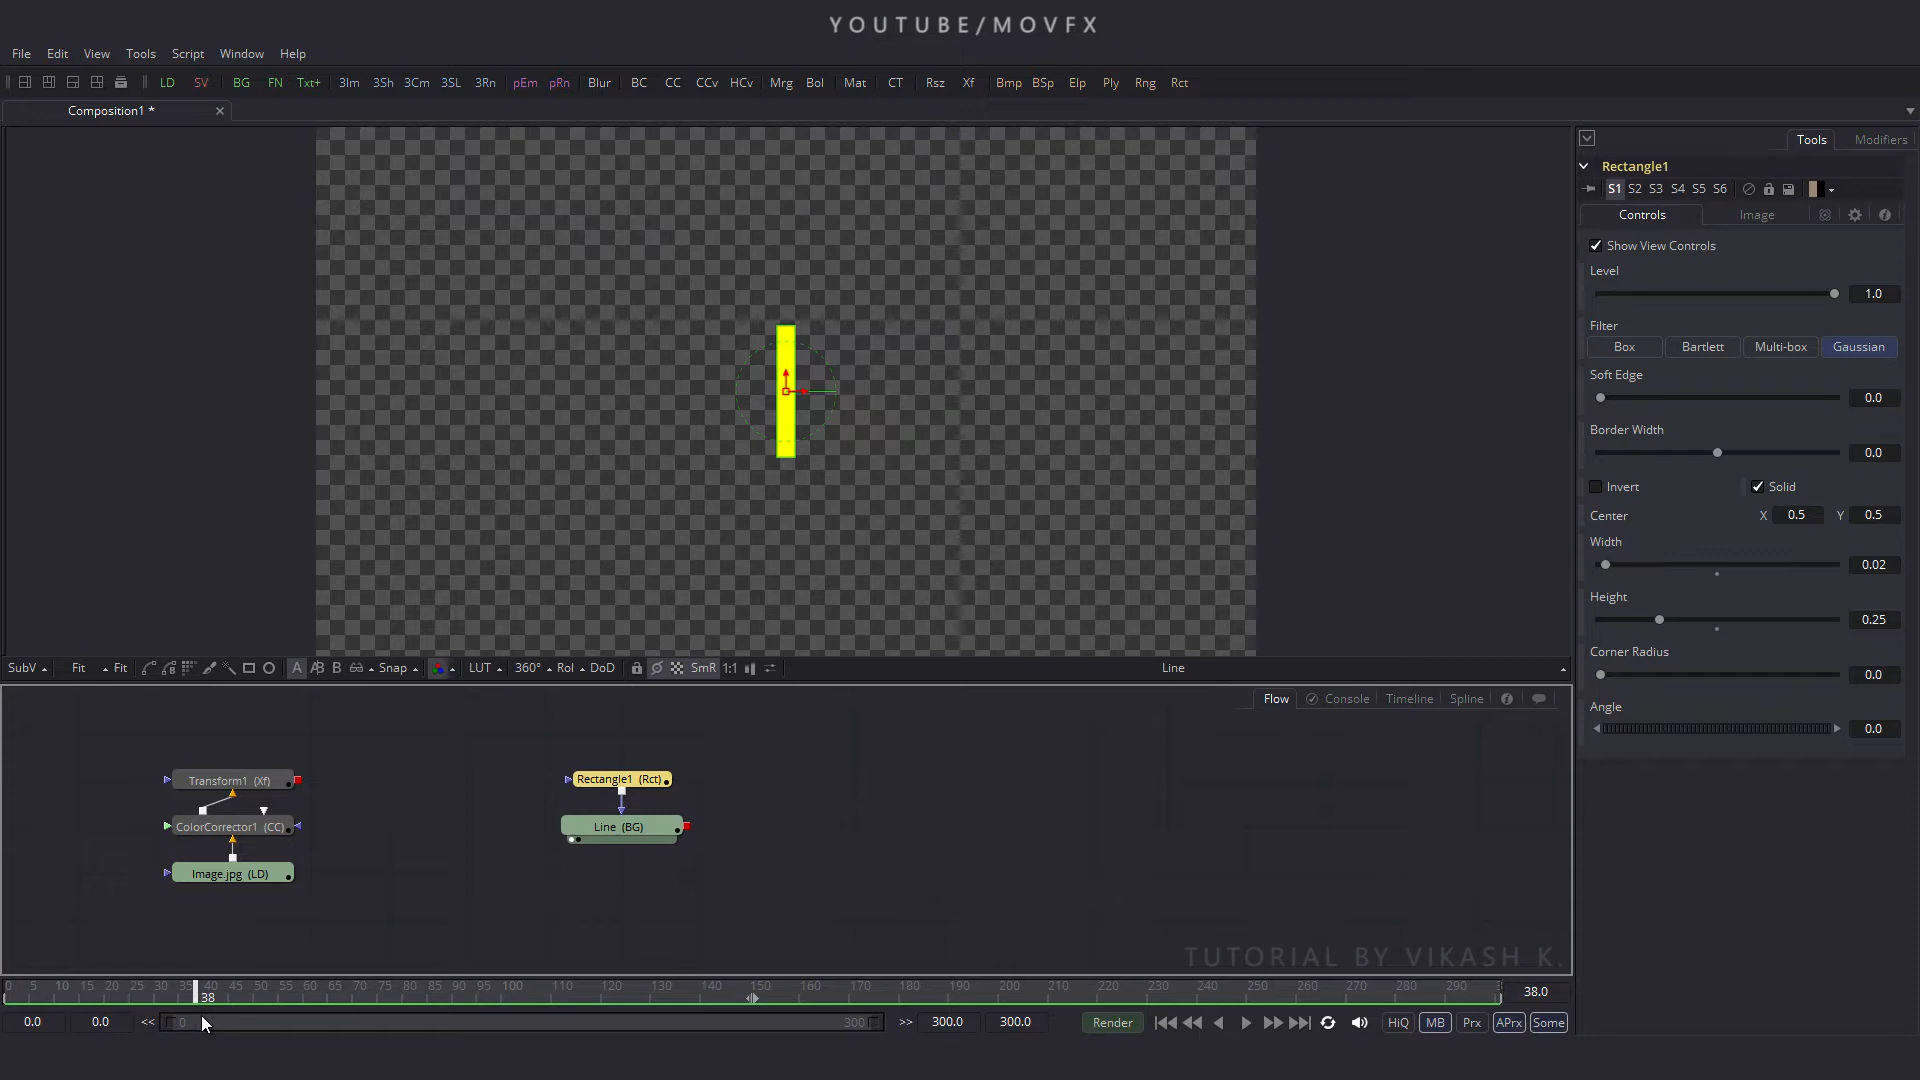 YOUTUBE/MOVFX
File Edit View Tools Script Window Help
LD SV BG FN Txt+ 3Im 3Sh 3Cm 3SL 3Rn pEm pRn Blur BC CC CCv HCv Mrg Bol Mat CT Rsz Xf Bmp BSp Elp Ply Rng Rct
Composition1 *
Tools Modifiers
Rectangle1
S1 S2 S3 S4 S5 S6
Controls Image
Show View Controls
Level
1.0
Filter
Box Bartlett Multi-box Gaussian
Soft Edge
0.0
Border Width
0.0
Invert Solid
Center X 0.5 Y 0.5
Width
0.02
Height
0.25
Corner Radius
0.0
Angle
0.0
SubV Fit Fit A B Snap LUT 360° Rol DoD SmR 1:1 Line
Flow Console Timeline Spline
Transform1 (Xf)
ColorCorrector1 (CC)
Image.jpg (LD)
Rectangle1 (Rct)
Line (BG)
TUTORIAL BY VIKASH K.
0 5 10 15 20 25 30 35 40 45 50 55 60 65 70 75 80 85 90 95 100 110 120 130 140 150 160 170 180 190 200 210 220 230 240 250 260 270 280 290
38
38.0
0.0 0.0 << 0 300 >> 300.0 300.0 Render HiQ MB Prx APrx Some